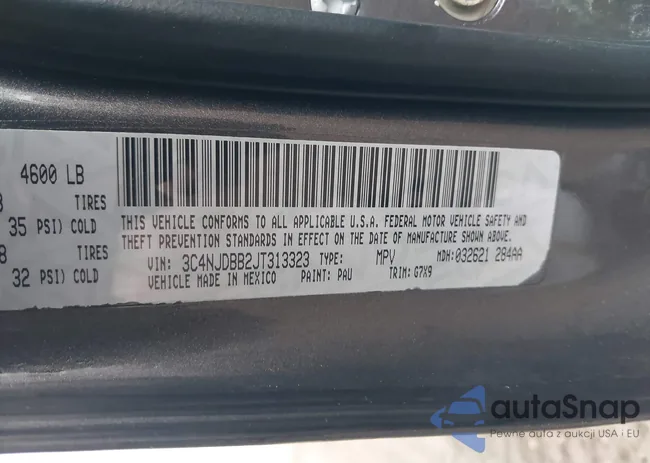 4600 LB
TIRES
35 PSI) COLD
TIRES
32 PSI) COLD
THIS VEHICLE CONFORMS TO ALL APPLICABLE U.S.A. FEDERAL MOTOR VEHICLE SAFETY AND
THEFT PREVENTION STANDARDS IN EFFECT ON THE DATE OF MANUFACTURE SHOWN ABOVE.
VIN: 3C4NJDBB2JT313323 TYPE: MPV MDH: 032621 284AA
VEHICLE MADE IN MEXICO PAINT: PAU TRIM: G7X9
autaSnap
Pewne auta z aukcji USA i EU